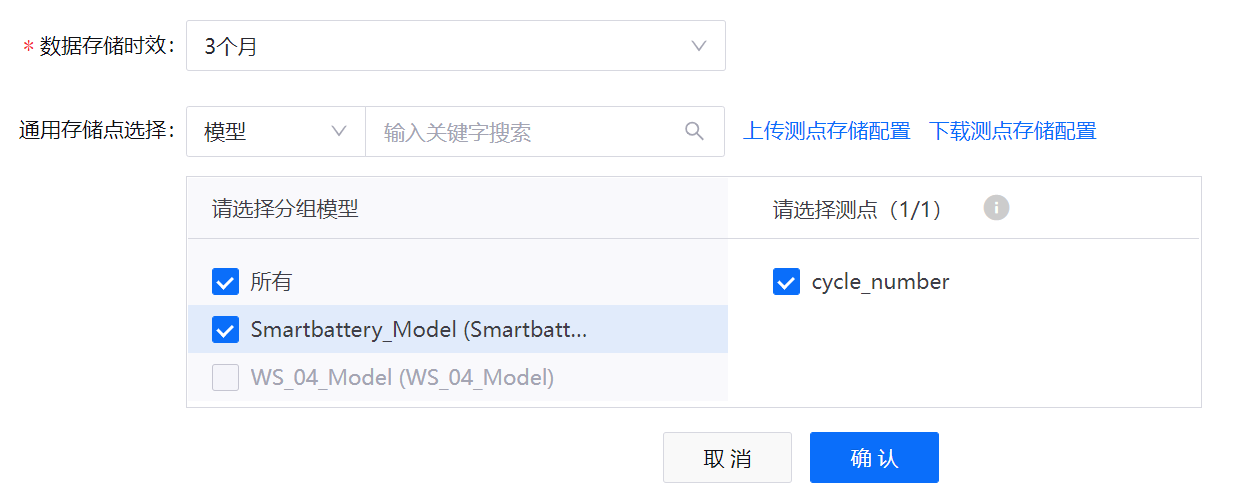 * 数据存储时效: 3个月
通用存储点选择: 模型 输入关键字搜索 上传测点存储配置 下载测点存储配置
请选择分组模型 请选择测点（1/1）
所有 cycle_number
Smartbattery_Model (Smartbatt...
WS_04_Model (WS_04_Model)
取消 确认